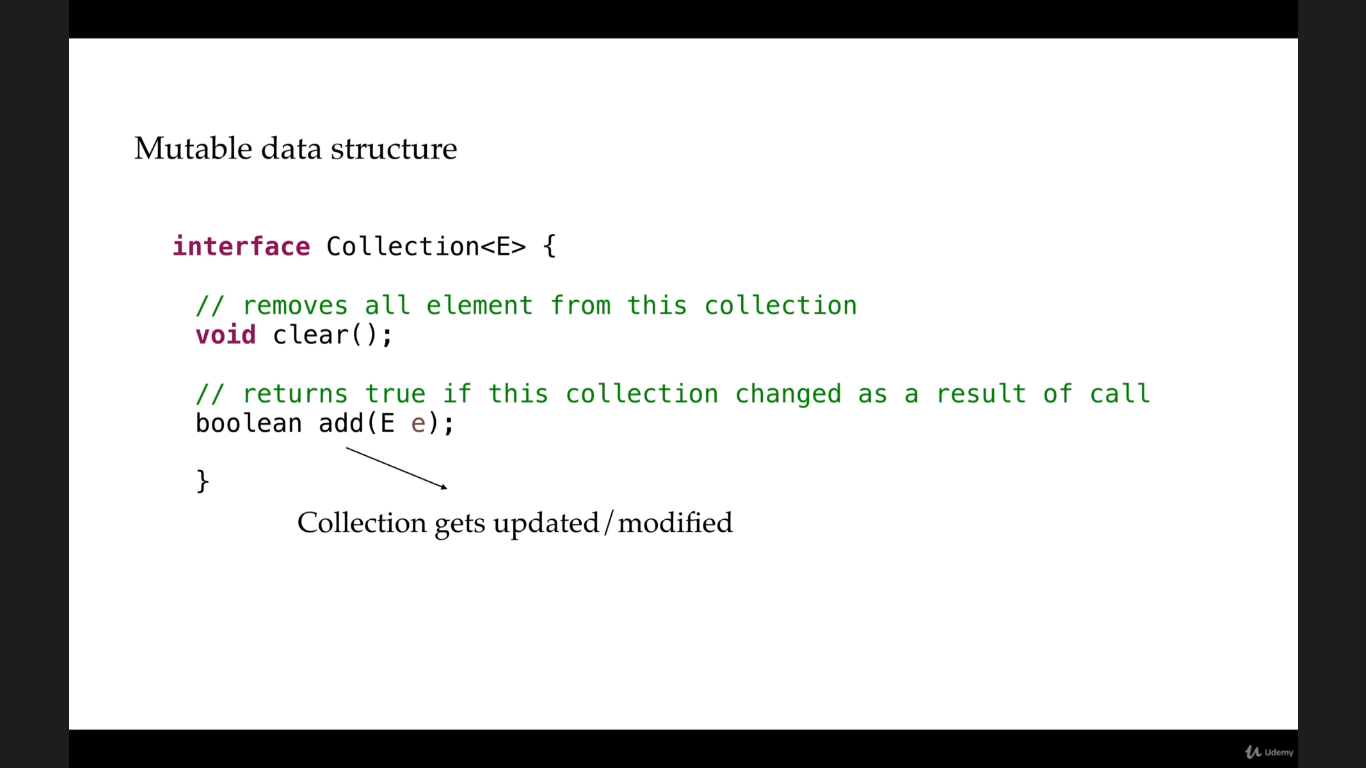 Mutable data structure
interface Collection<E> {
// removes all element from this collection
void clear();
// returns true if this collection changed as a result of call
boolean add(E e);
}
Collection gets updated/modified
Udemy